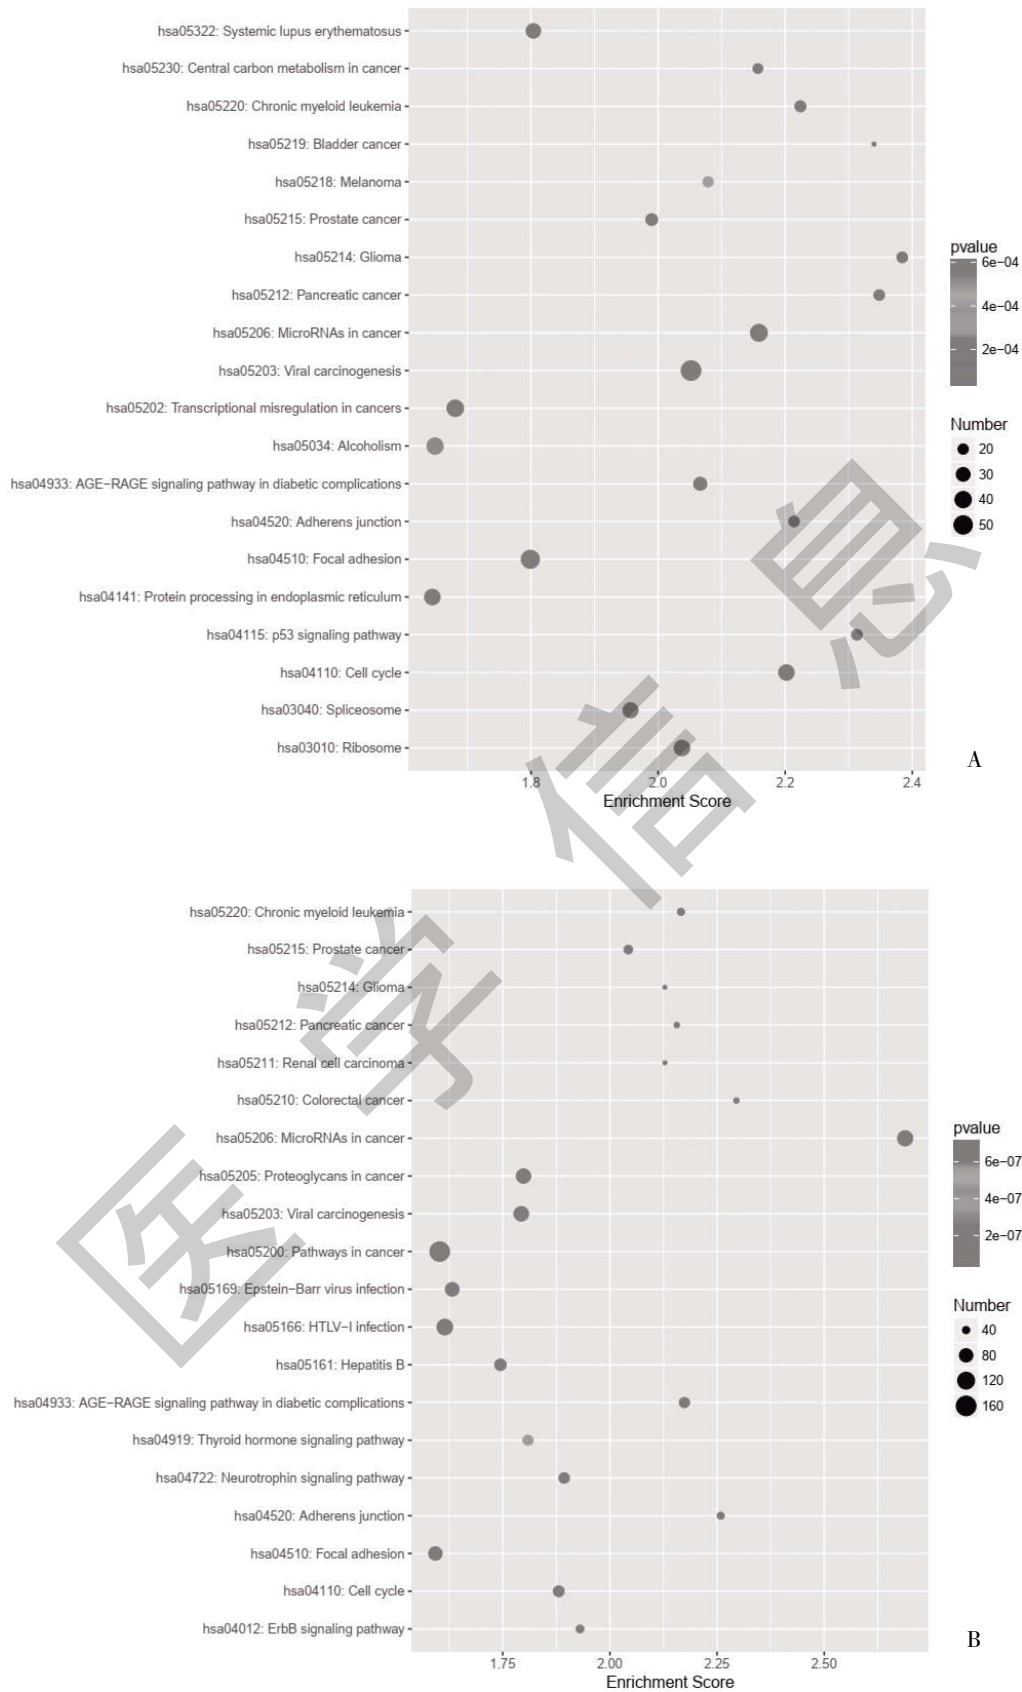 hsa05322: Systemic lupus erythematosus
hsa05230: Central carbon metabolism in cancer
hsa05220: Chronic myeloid leukemia
hsa05219: Bladder cancer
hsa05218: Melanoma
hsa05215: Prostate cancer
hsa05214: Glioma
hsa05212: Pancreatic cancer
hsa05206: MicroRNAs in cancer
hsa05203: Viral carcinogenesis
hsa05202: Transcriptional misregulation in cancers
hsa05034: Alcoholism
hsa04933: AGE−RAGE signaling pathway in diabetic complications
hsa04520: Adherens junction
hsa04510: Focal adhesion
hsa04141: Protein processing in endoplasmic reticulum
hsa04115: p53 signaling pathway
hsa04110: Cell cycle
hsa03040: Spliceosome
hsa03010: Ribosome
1.8 2.0 2.2 2.4
Enrichment Score
pvalue
6e−04
4e−04
2e−04
Number
20
30
40
50
A
hsa05220: Chronic myeloid leukemia
hsa05215: Prostate cancer
hsa05214: Glioma
hsa05212: Pancreatic cancer
hsa05211: Renal cell carcinoma
hsa05210: Colorectal cancer
hsa05206: MicroRNAs in cancer
hsa05205: Proteoglycans in cancer
hsa05203: Viral carcinogenesis
hsa05200: Pathways in cancer
hsa05169: Epstein−Barr virus infection
hsa05166: HTLV−I infection
hsa05161: Hepatitis B
hsa04933: AGE−RAGE signaling pathway in diabetic complications
hsa04919: Thyroid hormone signaling pathway
hsa04722: Neurotrophin signaling pathway
hsa04520: Adherens junction
hsa04510: Focal adhesion
hsa04110: Cell cycle
hsa04012: ErbB signaling pathway
1.75 2.00 2.25 2.50
Enrichment Score
pvalue
6e−07
4e−07
2e−07
Number
40
80
120
160
B
医学信息